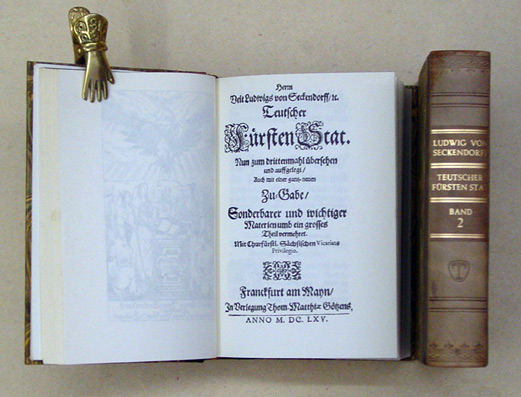 Herrn
Veit Ludwigs von Seckendorff/ꝛc.
Teutscher
Fürsten Stat.
Nun zum drittenmahl übersehen
und auffgelegt/
Auch mit einer gantz-neuen
Zu-Gabe/
Sonderbarer und wichtiger
Materien umb ein grosses
Theil vermehret.
Mit Churfürstl. Sächsischen Vicariats
Privilegio.
Franckfurt am Mayn/
In Verlegung Thom-Matthiæ Götzens,
ANNO M. DC. LXV.
LUDWIG VON
SECKENDORFF
TEUTSCHER
FÜRSTEN STAT
BAND
2